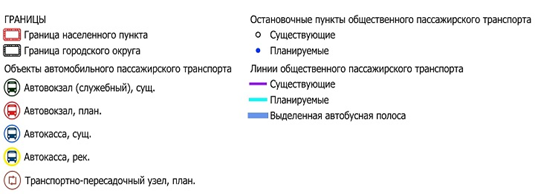 ГРАНИЦЫ
Граница населенного пункта
Граница городского округа
Объекты автомобильного пассажирского транспорта
Автовокзал (служебный), сущ.
Автовокзал, план.
Автокасса, сущ.
Автокасса, рек.
Транспортно-пересадочный узел, план.
Остановочные пункты общественного пассажирского транспорта
Существующие
Планируемые
Линии общественного пассажирского транспорта
Существующие
Планируемые
Выделенная автобусная полоса